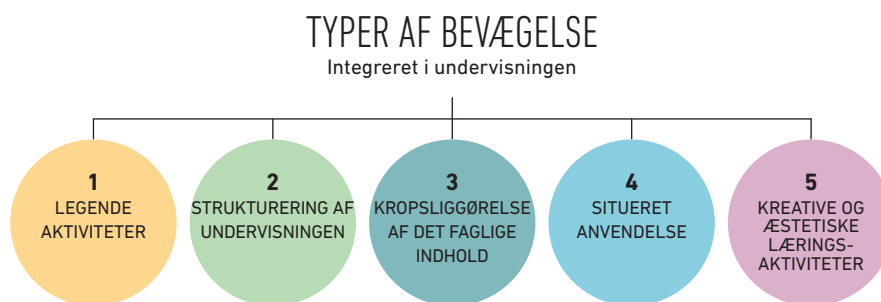 TYPER AF BEVÆGELSE
Integreret i undervisningen
1
LEGENDE
AKTIVITETER
2
STRUKTURERING AF
UNDERVISNINGEN
3
KROPSLIGGØRELSE
AF DET FAGLIGE
INDHOLD
4
SITUERET
ANVENDELSE
5
KREATIVE OG
ÆSTETISKE
LÆRINGS-
AKTIVITETER